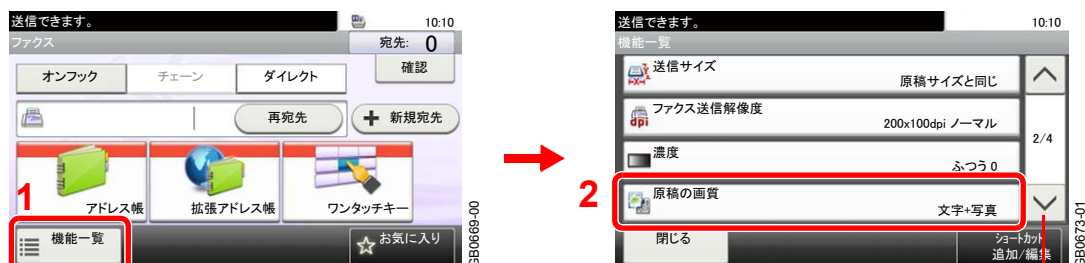 送信できます。
10:10
ファクス
宛先: 0
オンフック
チェーン
ダイレクト
確認
再宛先
+ 新規宛先
1
アドレス帳
拡張アドレス帳
ワンタッチキー
機能一覧
お気に入り
GB0669-00
送信できます。
10:10
機能一覧
送信サイズ
原稿サイズと同じ
ファクス送信解像度
200x100dpi ノーマル
2/4
濃度
ふつう 0
2
原稿の画質
文字+写真
閉じる
ショートカット
追加/編集
GB0673-01